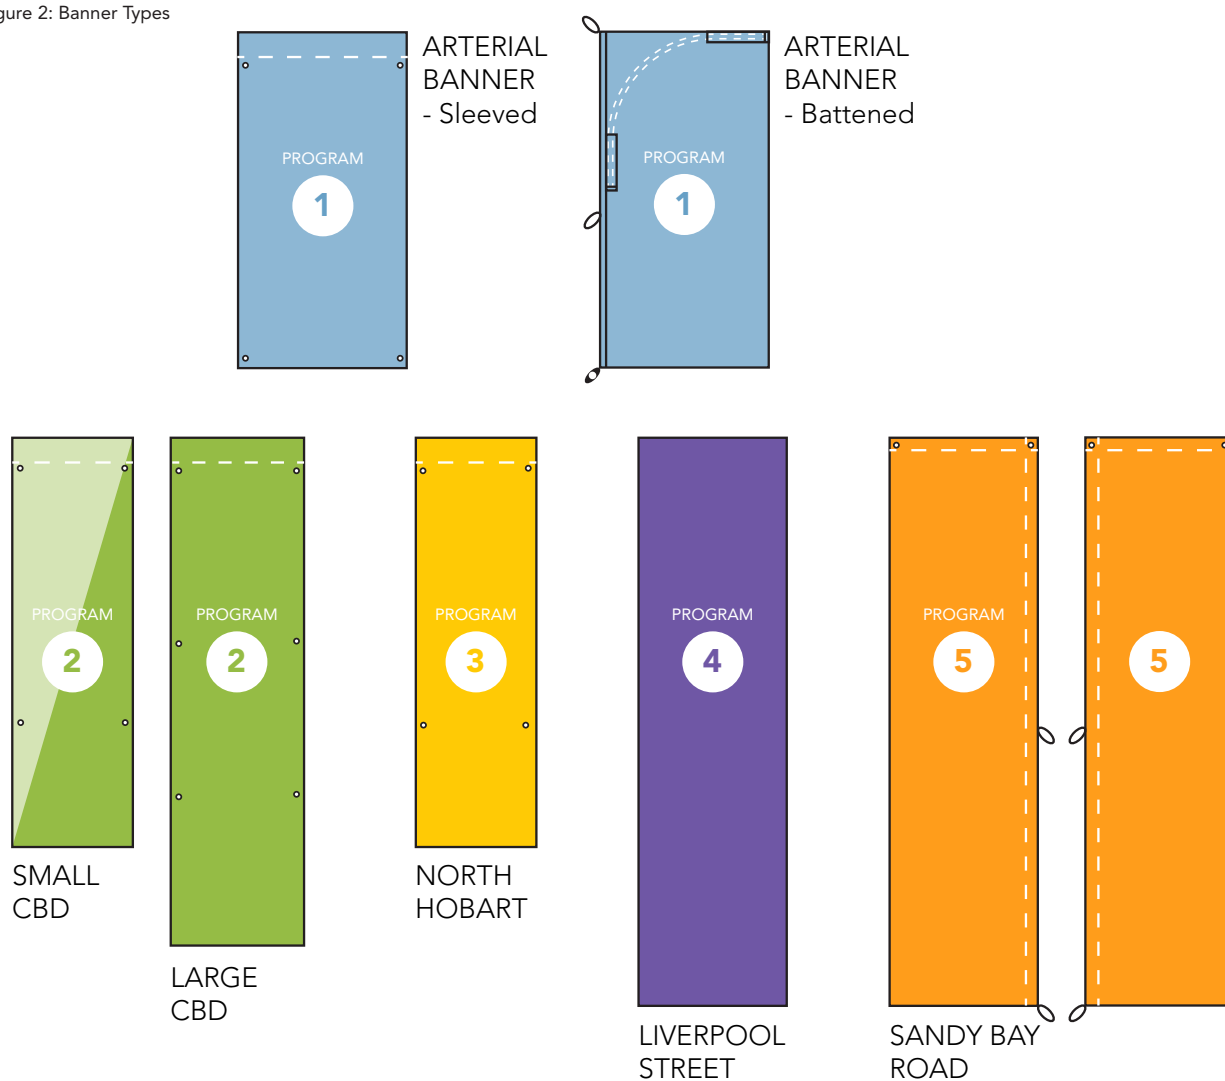 gure 2: Banner Types
ARTERIAL
BANNER
- Sleeved
ARTERIAL
BANNER
- Battened
PROGRAM
1
PROGRAM
1
PROGRAM
2
PROGRAM
2
PROGRAM
3
PROGRAM
4
PROGRAM
5
5
SMALL
CBD
LARGE
CBD
NORTH
HOBART
LIVERPOOL
STREET
SANDY BAY
ROAD